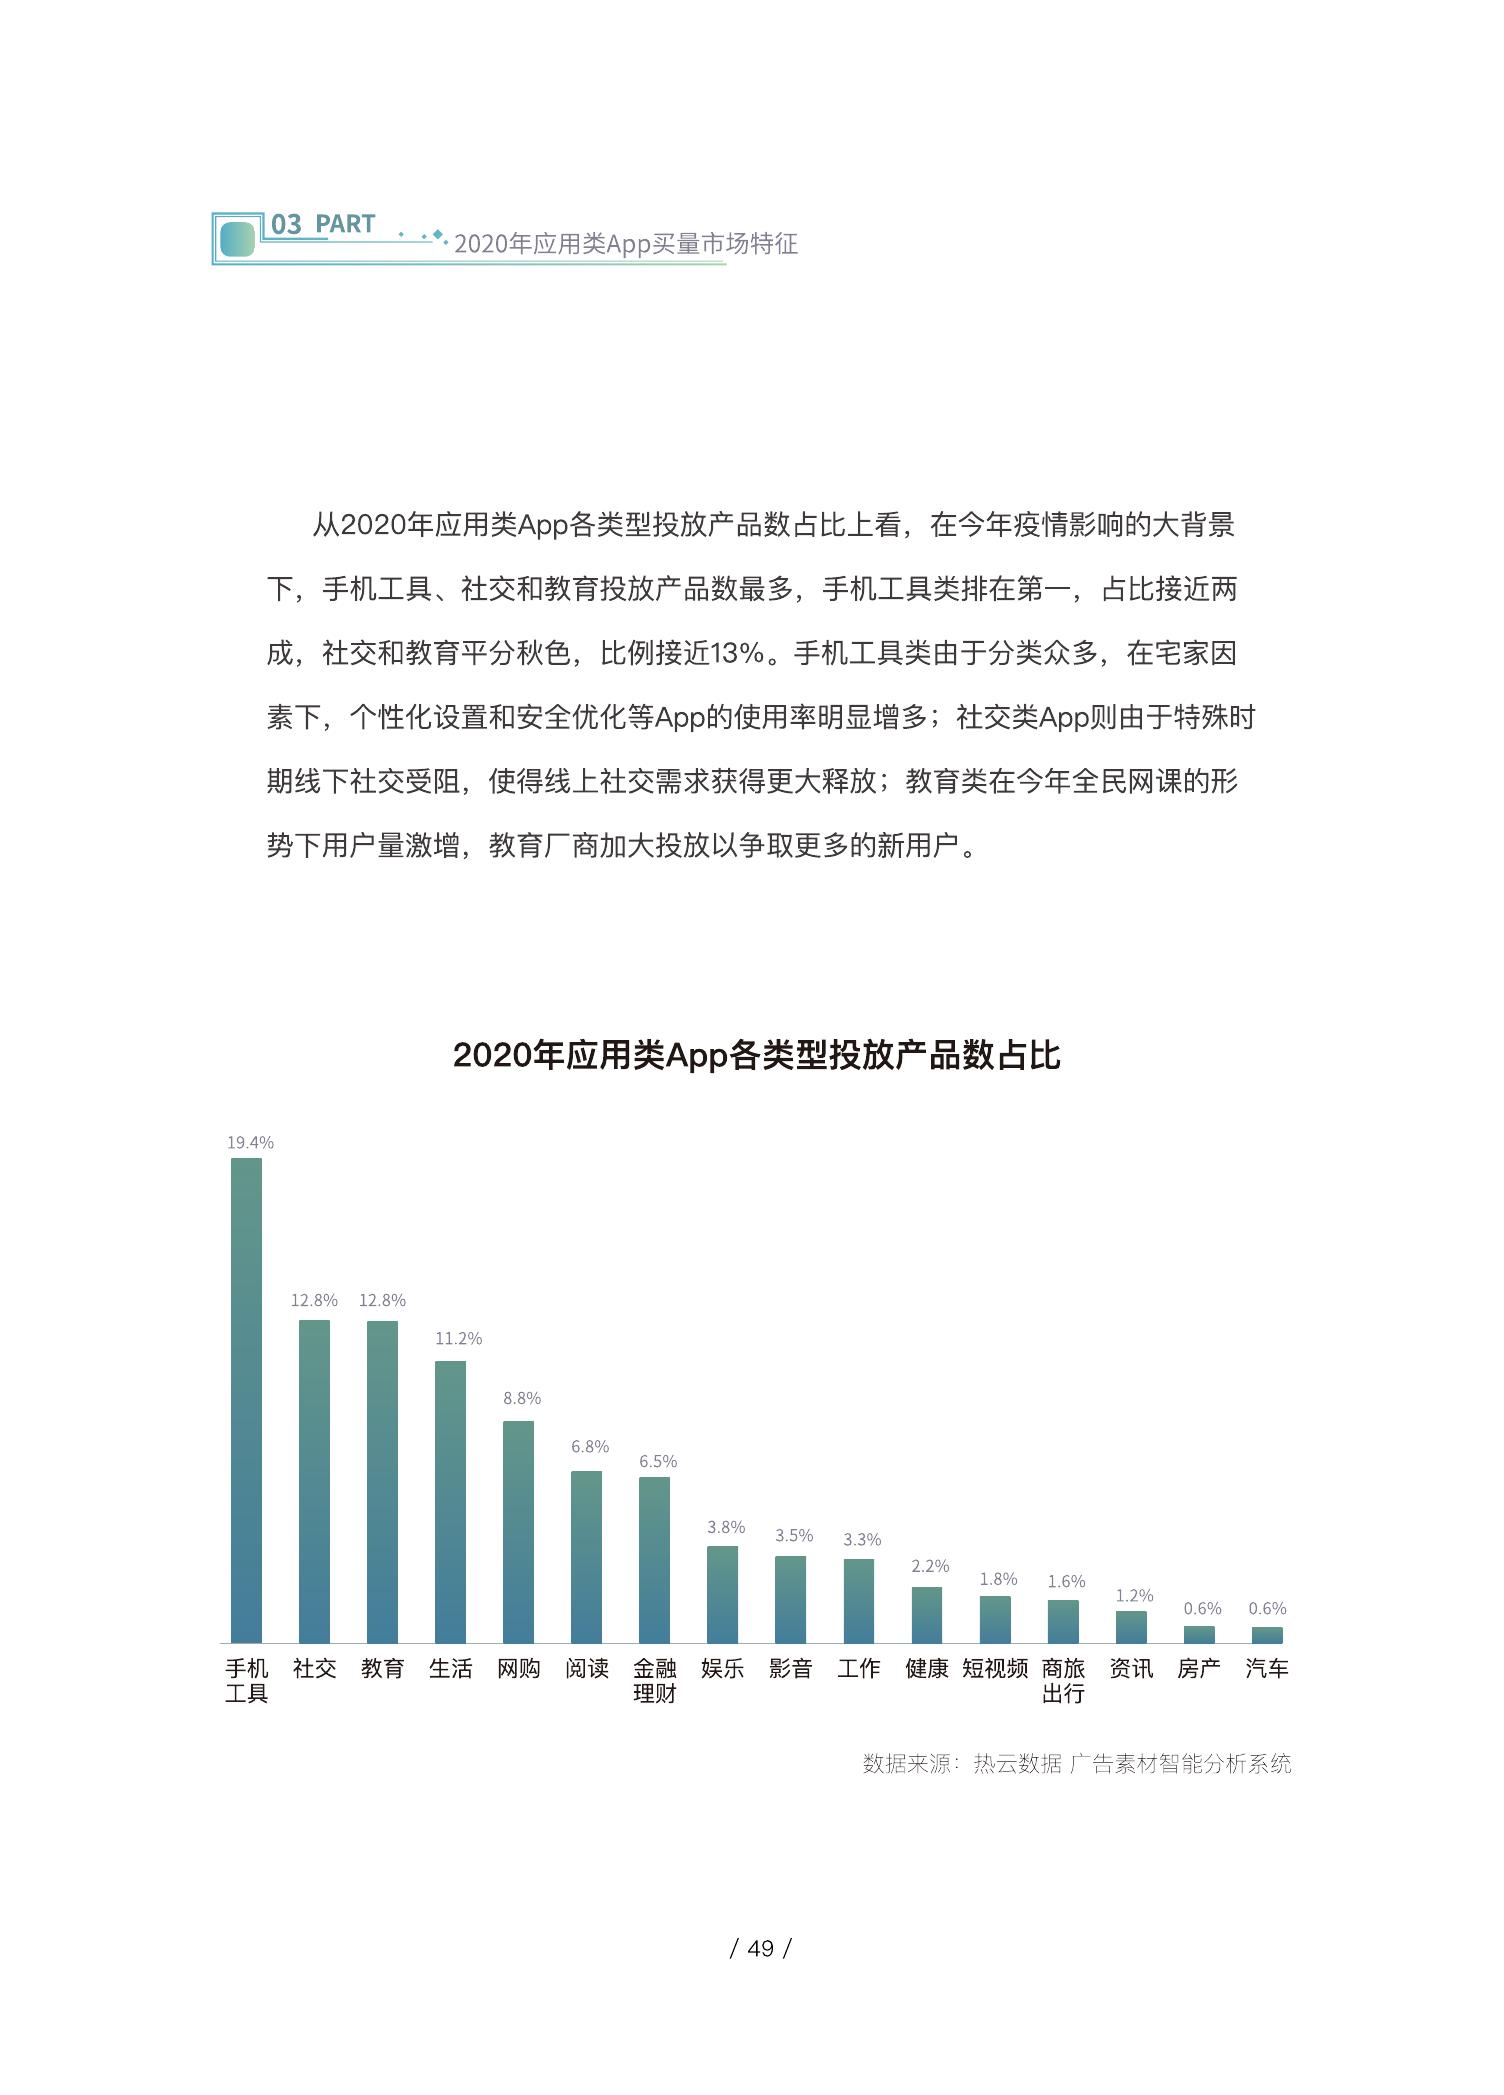 03 PART
2020年应用类App买量市场特征
从2020年应用类App各类型投放产品数占比上看，在今年疫情影响的大背景
下，手机工具、社交和教育投放产品数最多，手机工具类排在第一，占比接近两
成，社交和教育平分秋色，比例接近13%。手机工具类由于分类众多，在宅家因
素下，个性化设置和安全优化等App的使用率明显增多；社交类App则由于特殊时
期线下社交受阻，使得线上社交需求获得更大释放；教育类在今年全民网课的形
势下用户量激增，教育厂商加大投放以争取更多的新用户。
2020年应用类App各类型投放产品数占比
19.4%
12.8%
12.8%
11.2%
8.8%
6.8%
6.5%
3.8%
3.5%
3.3%
2.2%
1.8%
1.6%
1.2%
0.6%
0.6%
手机
工具
社交
教育
生活
网购
阅读
金融
理财
娱乐
影音
工作
健康
短视频
商旅
出行
资讯
房产
汽车
数据来源：热云数据 广告素材智能分析系统
/ 49 /